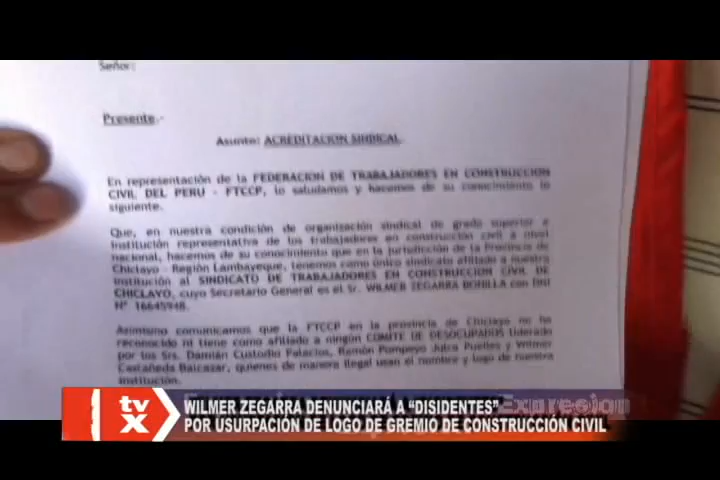 Señor:
Presente.-
Asunto: ACREDITACION SINDICAL
En representación de la FEDERACION DE TRABAJADORES EN CONSTRUCCION
CIVIL DEL PERU - FTCCP, lo saludamos y hacemos de su conocimiento lo
siguiente.
Que, en nuestra condición de organización sindical de grado superior e
institución representativa de los trabajadores en construcción civil a nivel
nacional, hacemos de su conocimiento que en la jurisdicción de la Provincia de
Chiclayo - Región Lambayeque, tenemos como único sindicato afiliado a nuestra
institución al SINDICATO DE TRABAJADORES EN CONSTRUCCION CIVIL DE
CHICLAYO, cuyo Secretario General es el Sr. WILMER ZEGARRA BONILLA con DNI
N° 16645948.
Asimismo comunicamos que la FTCCP en la provincia de Chiclayo no ha
reconocido ni tiene como afiliado a ningún COMITE DE DESOCUPADOS liderado
por los Srs. Damián Custodio Palacios, Ramón Pompeyo Julca Puelles y Wilmer
Castañeda Balcazar, quienes de manera ilegal usan el nombre y logo de nuestra
institución.
tv
X
WILMER ZEGARRA DENUNCIARÁ A "DISIDENTES"
POR USURPACIÓN DE LOGO DE GREMIO DE CONSTRUCCIÓN CIVIL
Expresion